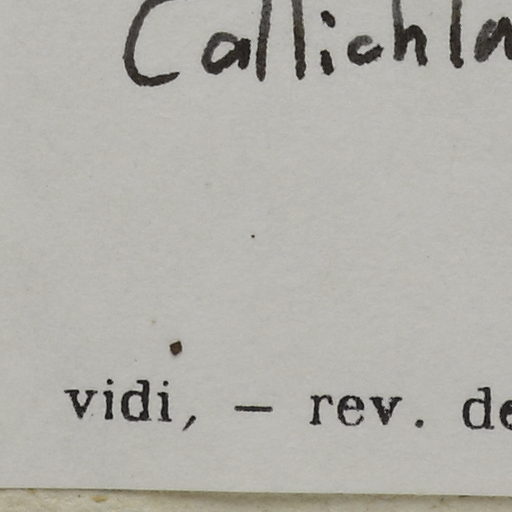 Callichla
vidi, — rev. de